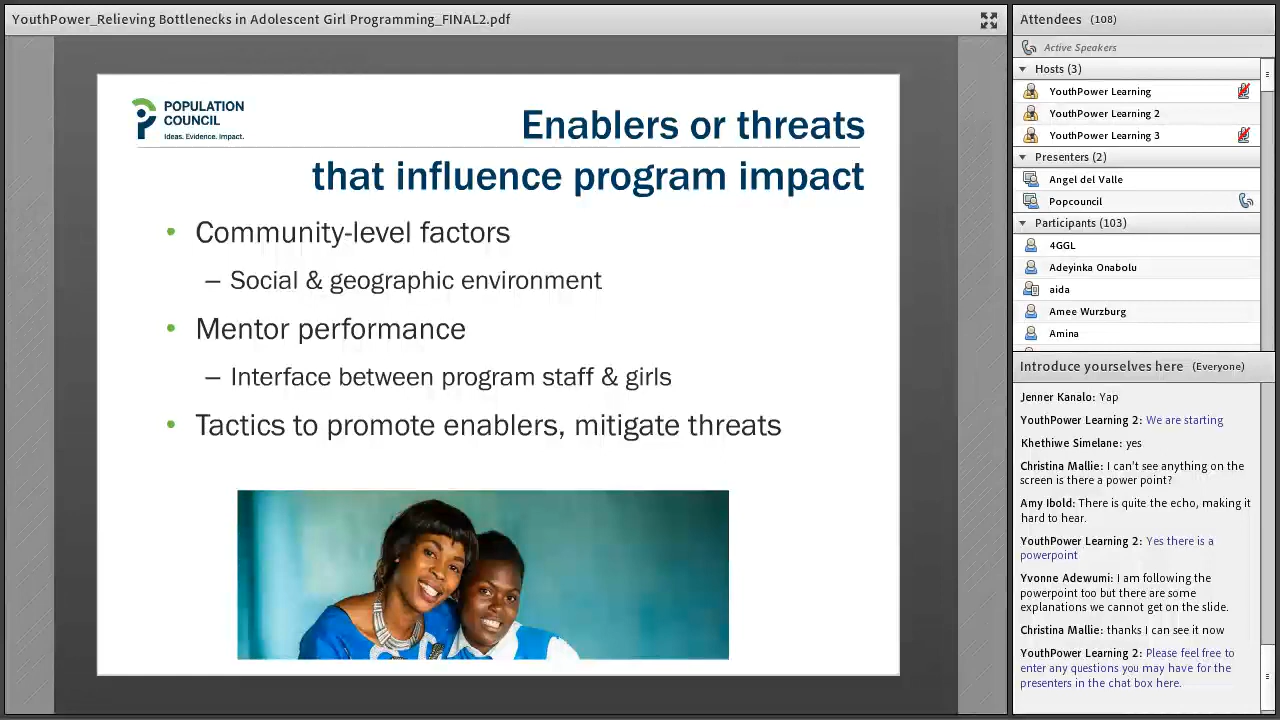 YouthPower_Relieving Bottlenecks in Adolescent Girl Programming_FINAL2.pdf
POPULATION
COUNCIL
Ideas. Evidence. Impact.
Enablers or threats
that influence program impact
• Community-level factors
– Social & geographic environment
• Mentor performance
– Interface between program staff & girls
• Tactics to promote enablers, mitigate threats
Attendees (108)
Active Speakers
Hosts (3)
YouthPower Learning
YouthPower Learning 2
YouthPower Learning 3
Presenters (2)
Angel del Valle
Popcouncil
Participants (103)
4GGL
Adeyinka Onabolu
aida
Amee Wurzburg
Amina
Introduce yourselves here (Everyone)
Jenner Kanalo: Yap
YouthPower Learning 2: We are starting
Khethiwe Simelane: yes
Christina Mallie: I can't see anything on the
screen is there a power point?
Amy Ibold: There is quite the echo, making it
hard to hear.
YouthPower Learning 2: Yes there is a
powerpoint
Yvonne Adewumi: I am following the
powerpoint too but there are some
explanations we cannot get on the slide.
Christina Mallie: thanks I can see it now
YouthPower Learning 2: Please feel free to
enter any questions you may have for the
presenters in the chat box here.